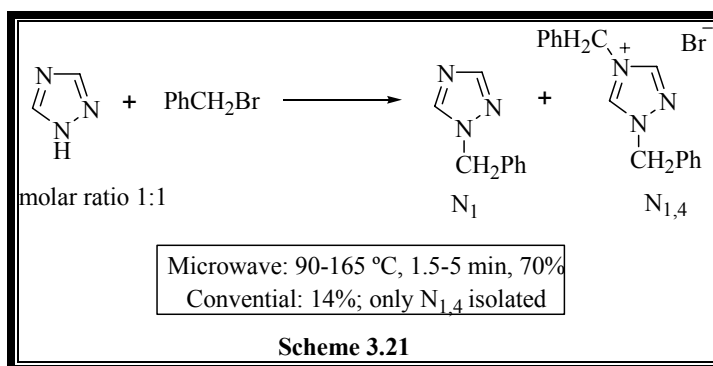 N
N
N
H
molar ratio 1:1
+
PhCH₂Br
N
N
N
CH₂Ph
N₁
+
PhH₂C
Br⁻
N⁺
N
N
CH₂Ph
N₁,₄
Microwave: 90-165 ºC, 1.5-5 min, 70%
Convential: 14%; only N₁,₄ isolated
Scheme 3.21